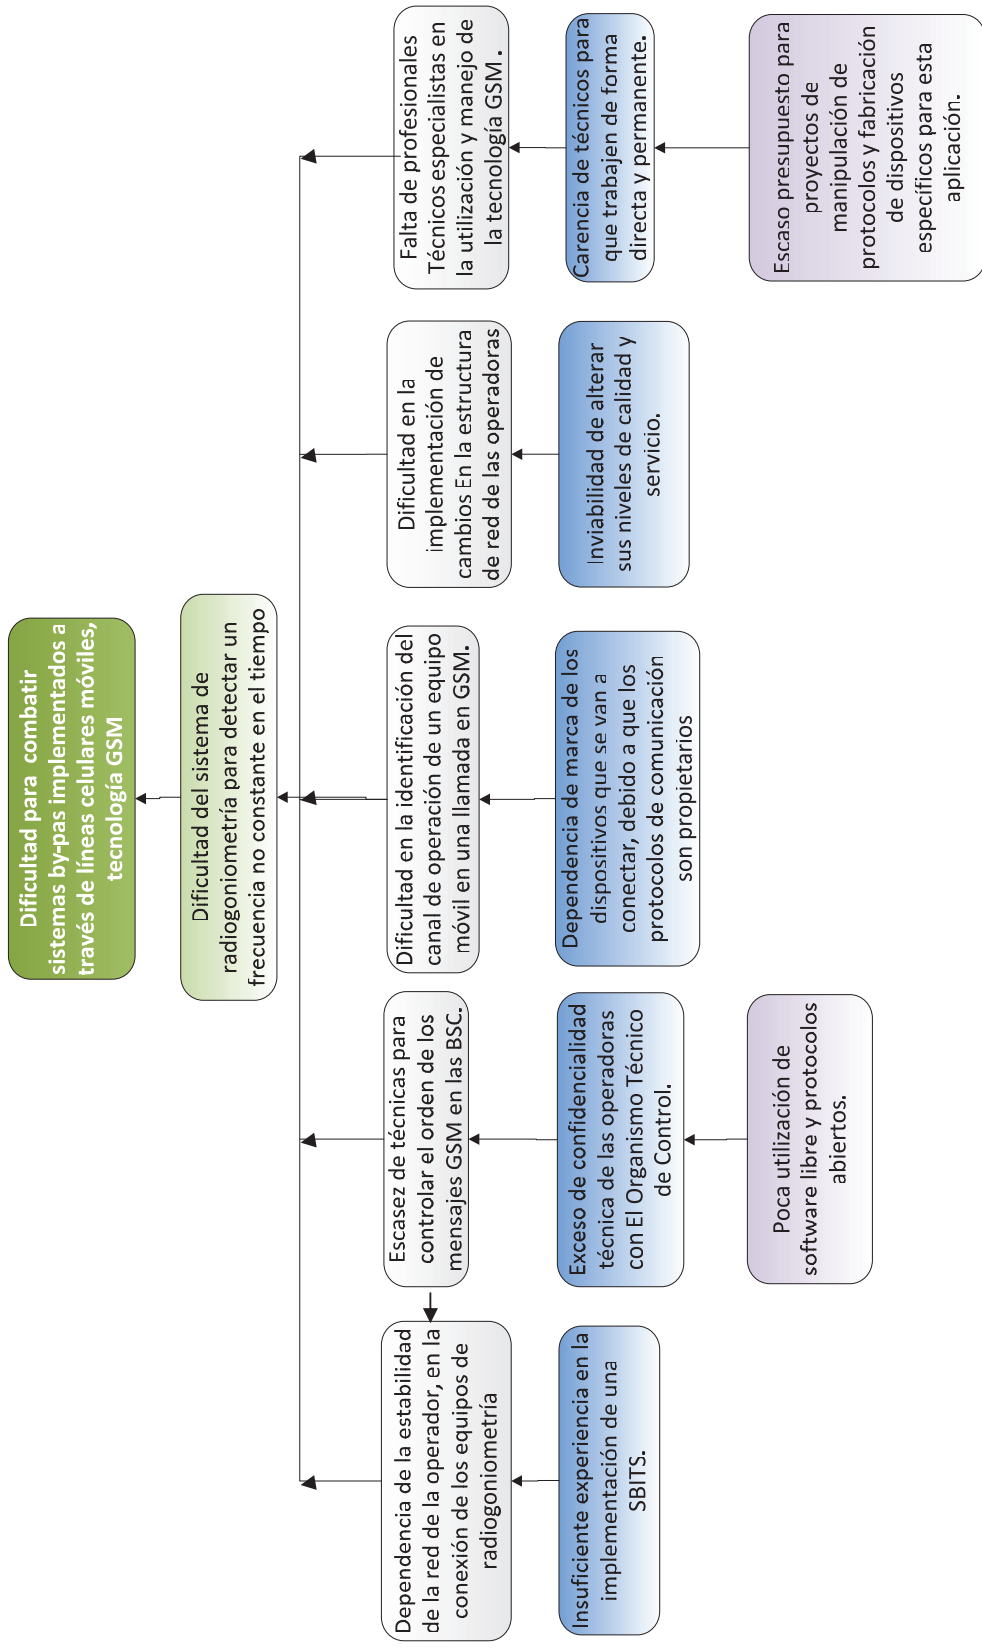 Dificultad para combatir
sistemas by-pas implementados a
través de líneas celulares móviles,
tecnología GSM
Dificultad del sistema de
radiogoniometría para detectar un
frecuencia no constante en el tiempo
Dependencia de la estabilidad
de la red de la operador, en la
conexión de los equipos de
radiogoniometría
Escasez de técnicas para
controlar el orden de los
mensajes GSM en las BSC.
Dificultad en la identificación del
canal de operación de un equipo
móvil en una llamada en GSM.
Dificultad en la
implementación de
cambios En la estructura
de red de las operadoras
Falta de profesionales
Técnicos especialistas en
la utilización y manejo de
la tecnología GSM .
Insuficiente experiencia en la
implementación de una
SBITS.
Exceso de confidencialidad
técnica de las operadoras
con El Organismo Técnico
de Control.
Dependencia de marca de los
dispositivos que se van a
conectar, debido a que los
protocolos de comunicación
son propietarios
Inviabilidad de alterar
sus niveles de calidad y
servicio.
Carencia de técnicos para
que trabajen de forma
directa y permanente.
Poca utilización de
software libre y protocolos
abiertos.
Escaso presupuesto para
proyectos de
manipulación de
protocolos y fabricación
de dispositivos
específicos para esta
aplicación.